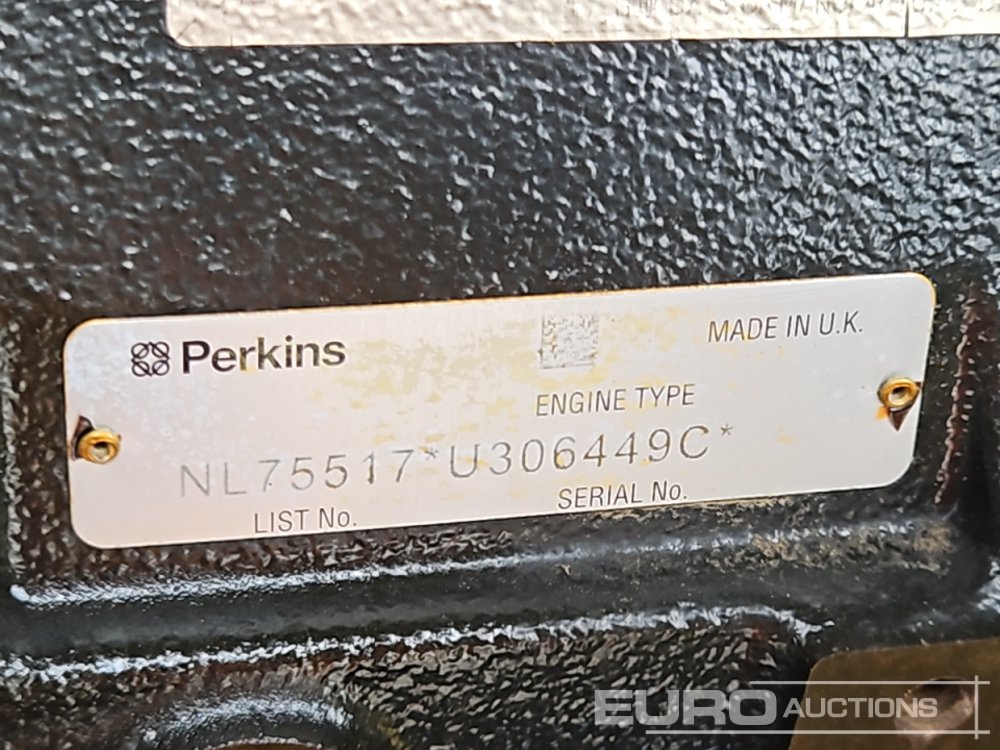 Perkins
MADE IN U.K.
ENGINE TYPE
NL75517*U306449C*
LIST No.
SERIAL No.
EURO AUCTIONS